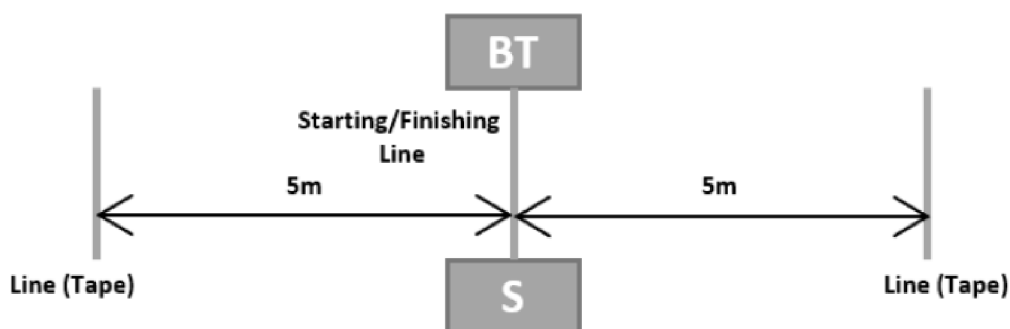 BT
Starting/Finishing
Line
5m
5m
Line (Tape)
Line (Tape)
S